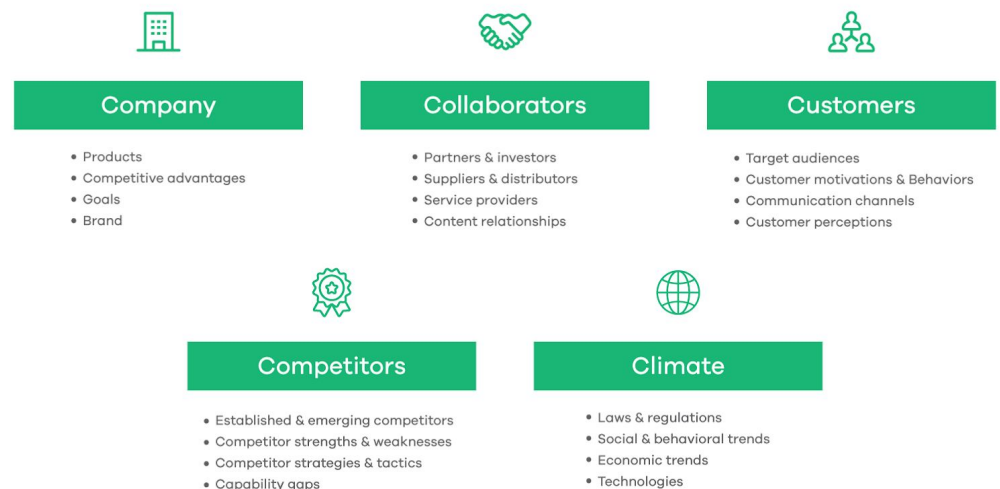 Company
Products
Competitive advantages
Goals
Brand
Collaborators
Partners & investors
Suppliers & distributors
Service providers
Content relationships
Customers
Target audiences
Customer motivations & Behaviors
Communication channels
Customer perceptions
Competitors
Established & emerging competitors
Competitor strengths & weaknesses
Competitor strategies & tactics
Capability gaps
Climate
Laws & regulations
Social & behavioral trends
Economic trends
Technologies